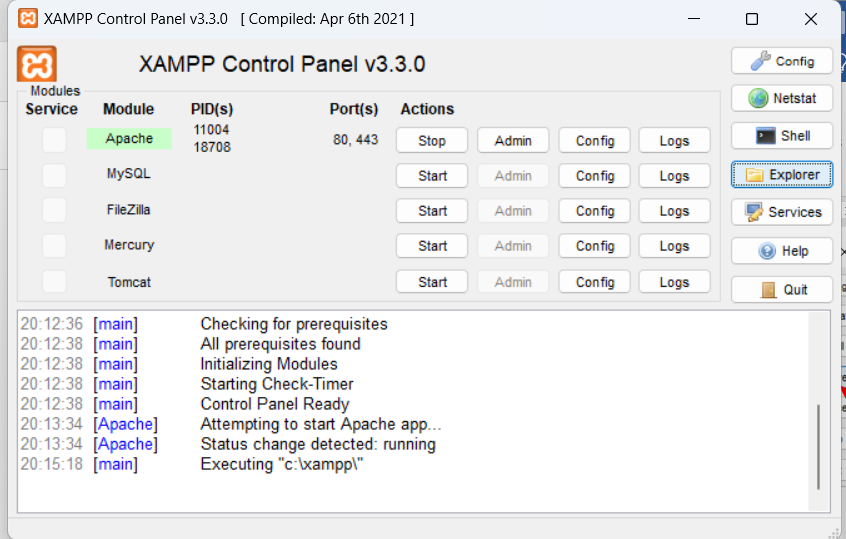 XAMPP Control Panel v3.3.0 [ Compiled: Apr 6th 2021 ]
XAMPP Control Panel v3.3.0
Config
Modules
Service Module PID(s) Port(s) Actions
Netstat
Apache 11004 18708 80, 443 Stop Admin Config Logs
Shell
MySQL Start Admin Config Logs
Explorer
FileZilla Start Admin Config Logs
Services
Mercury Start Admin Config Logs
Help
Tomcat Start Admin Config Logs
Quit
20:12:36 [main] Checking for prerequisites
20:12:38 [main] All prerequisites found
20:12:38 [main] Initializing Modules
20:12:38 [main] Starting Check-Timer
20:12:38 [main] Control Panel Ready
20:13:34 [Apache] Attempting to start Apache app...
20:13:34 [Apache] Status change detected: running
20:15:18 [main] Executing "c:\xampp\"